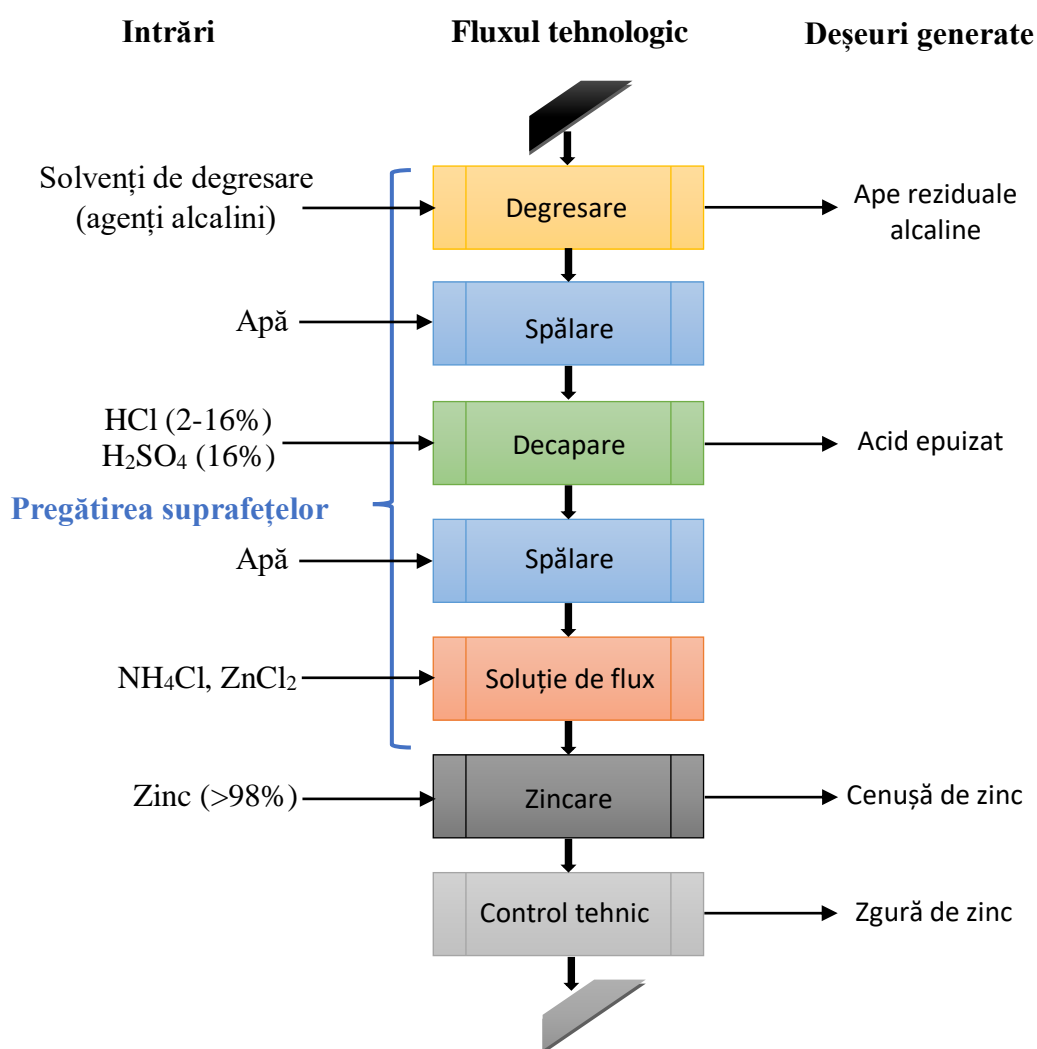 Intrări
Fluxul tehnologic
Deșeuri generate
Solvenți de degresare
(agenți alcalini)
Degresare
Ape reziduale
alcaline
Apă
Spălare
HCl (2-16%)
H₂SO₄ (16%)
Decapare
Acid epuizat
Pregătirea suprafețelor
Apă
Spălare
NH₄Cl, ZnCl₂
Soluție de flux
Zinc (>98%)
Zincare
Cenușă de zinc
Control tehnic
Zgură de zinc